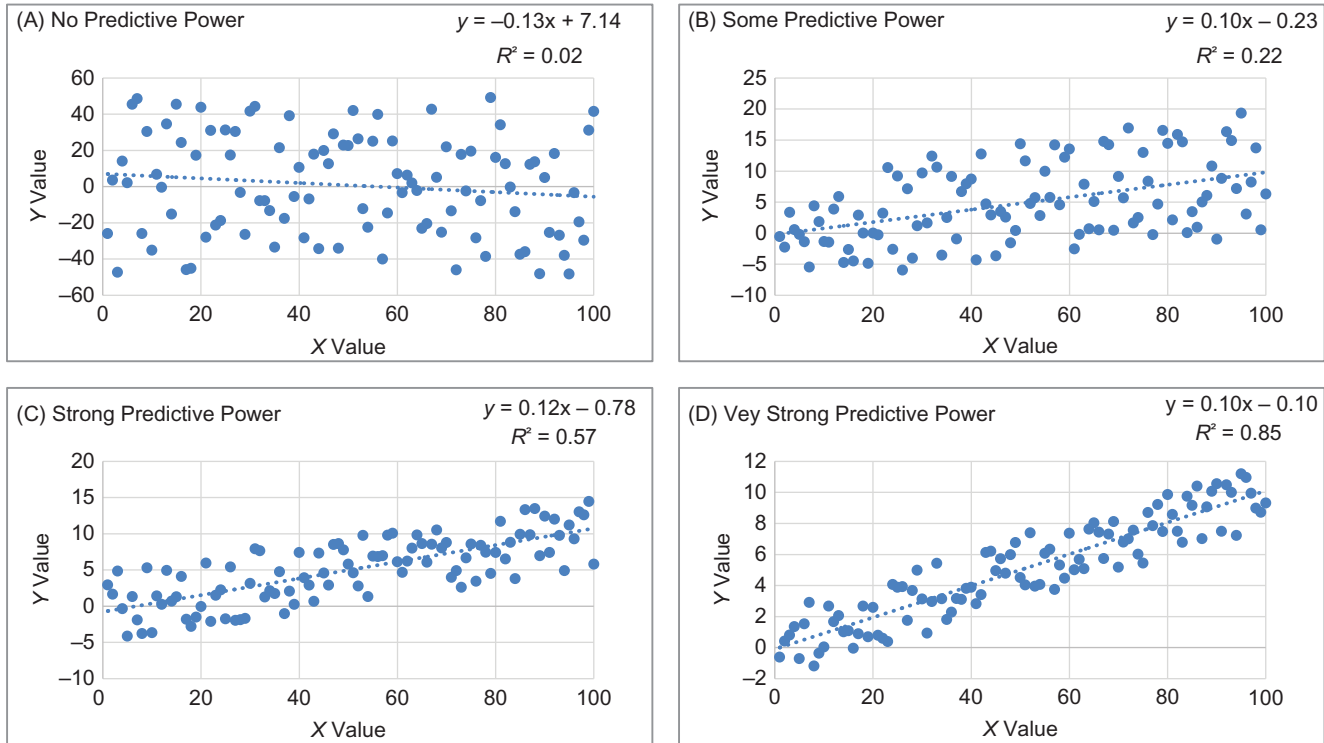 (A) No Predictive Power
y = –0.13x + 7.14
R² = 0.02
60
40
20
0
–20
–40
–60
Y Value
0 20 40 60 80 100
X Value
(B) Some Predictive Power
y = 0.10x – 0.23
R² = 0.22
25
20
15
10
5
0
–5
–10
Y Value
0 20 40 60 80 100
X Value
(C) Strong Predictive Power
y = 0.12x – 0.78
R² = 0.57
20
15
10
5
0
–5
–10
Y Value
0 20 40 60 80 100
X Value
(D) Vey Strong Predictive Power
y = 0.10x – 0.10
R² = 0.85
12
10
8
6
4
2
0
–2
Y Value
0 20 40 60 80 100
X Value